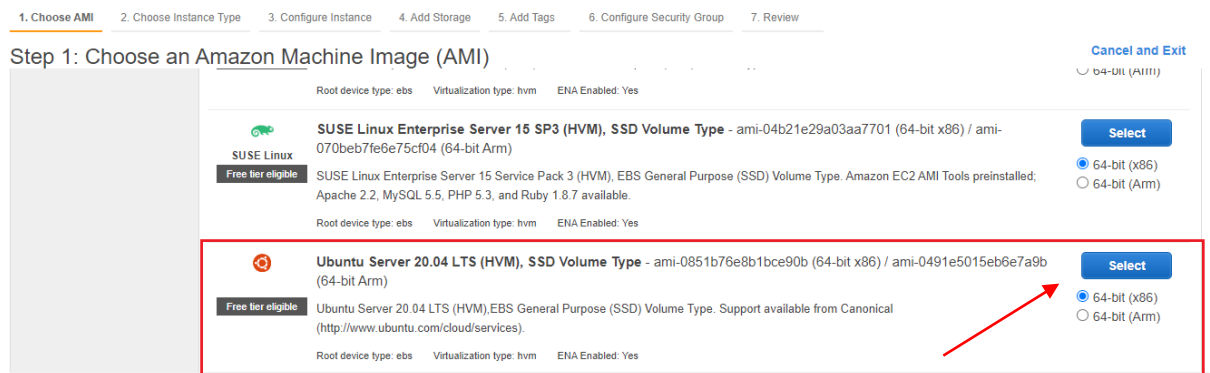 1. Choose AMI 2. Choose Instance Type 3. Configure Instance 4. Add Storage 5. Add Tags 6. Configure Security Group 7. Review
Step 1: Choose an Amazon Machine Image (AMI)
Cancel and Exit
64-bit (Arm)
Root device type: ebs Virtualization type: hvm ENA Enabled: Yes
SUSE Linux
Free tier eligible
SUSE Linux Enterprise Server 15 SP3 (HVM), SSD Volume Type - ami-04b21e29a03aa7701 (64-bit x86) / ami-
070beb7fe6e75cf04 (64-bit Arm)
SUSE Linux Enterprise Server 15 Service Pack 3 (HVM), EBS General Purpose (SSD) Volume Type. Amazon EC2 AMI Tools preinstalled;
Apache 2.2, MySQL 5.5, PHP 5.3, and Ruby 1.8.7 available.
Root device type: ebs Virtualization type: hvm ENA Enabled: Yes
Select
64-bit (x86)
64-bit (Arm)
Free tier eligible
Ubuntu Server 20.04 LTS (HVM), SSD Volume Type - ami-0851b76e8b1bce90b (64-bit x86) / ami-0491e5015eb6e7a9b
(64-bit Arm)
Ubuntu Server 20.04 LTS (HVM),EBS General Purpose (SSD) Volume Type. Support available from Canonical
(http://www.ubuntu.com/cloud/services).
Root device type: ebs Virtualization type: hvm ENA Enabled: Yes
Select
64-bit (x86)
64-bit (Arm)